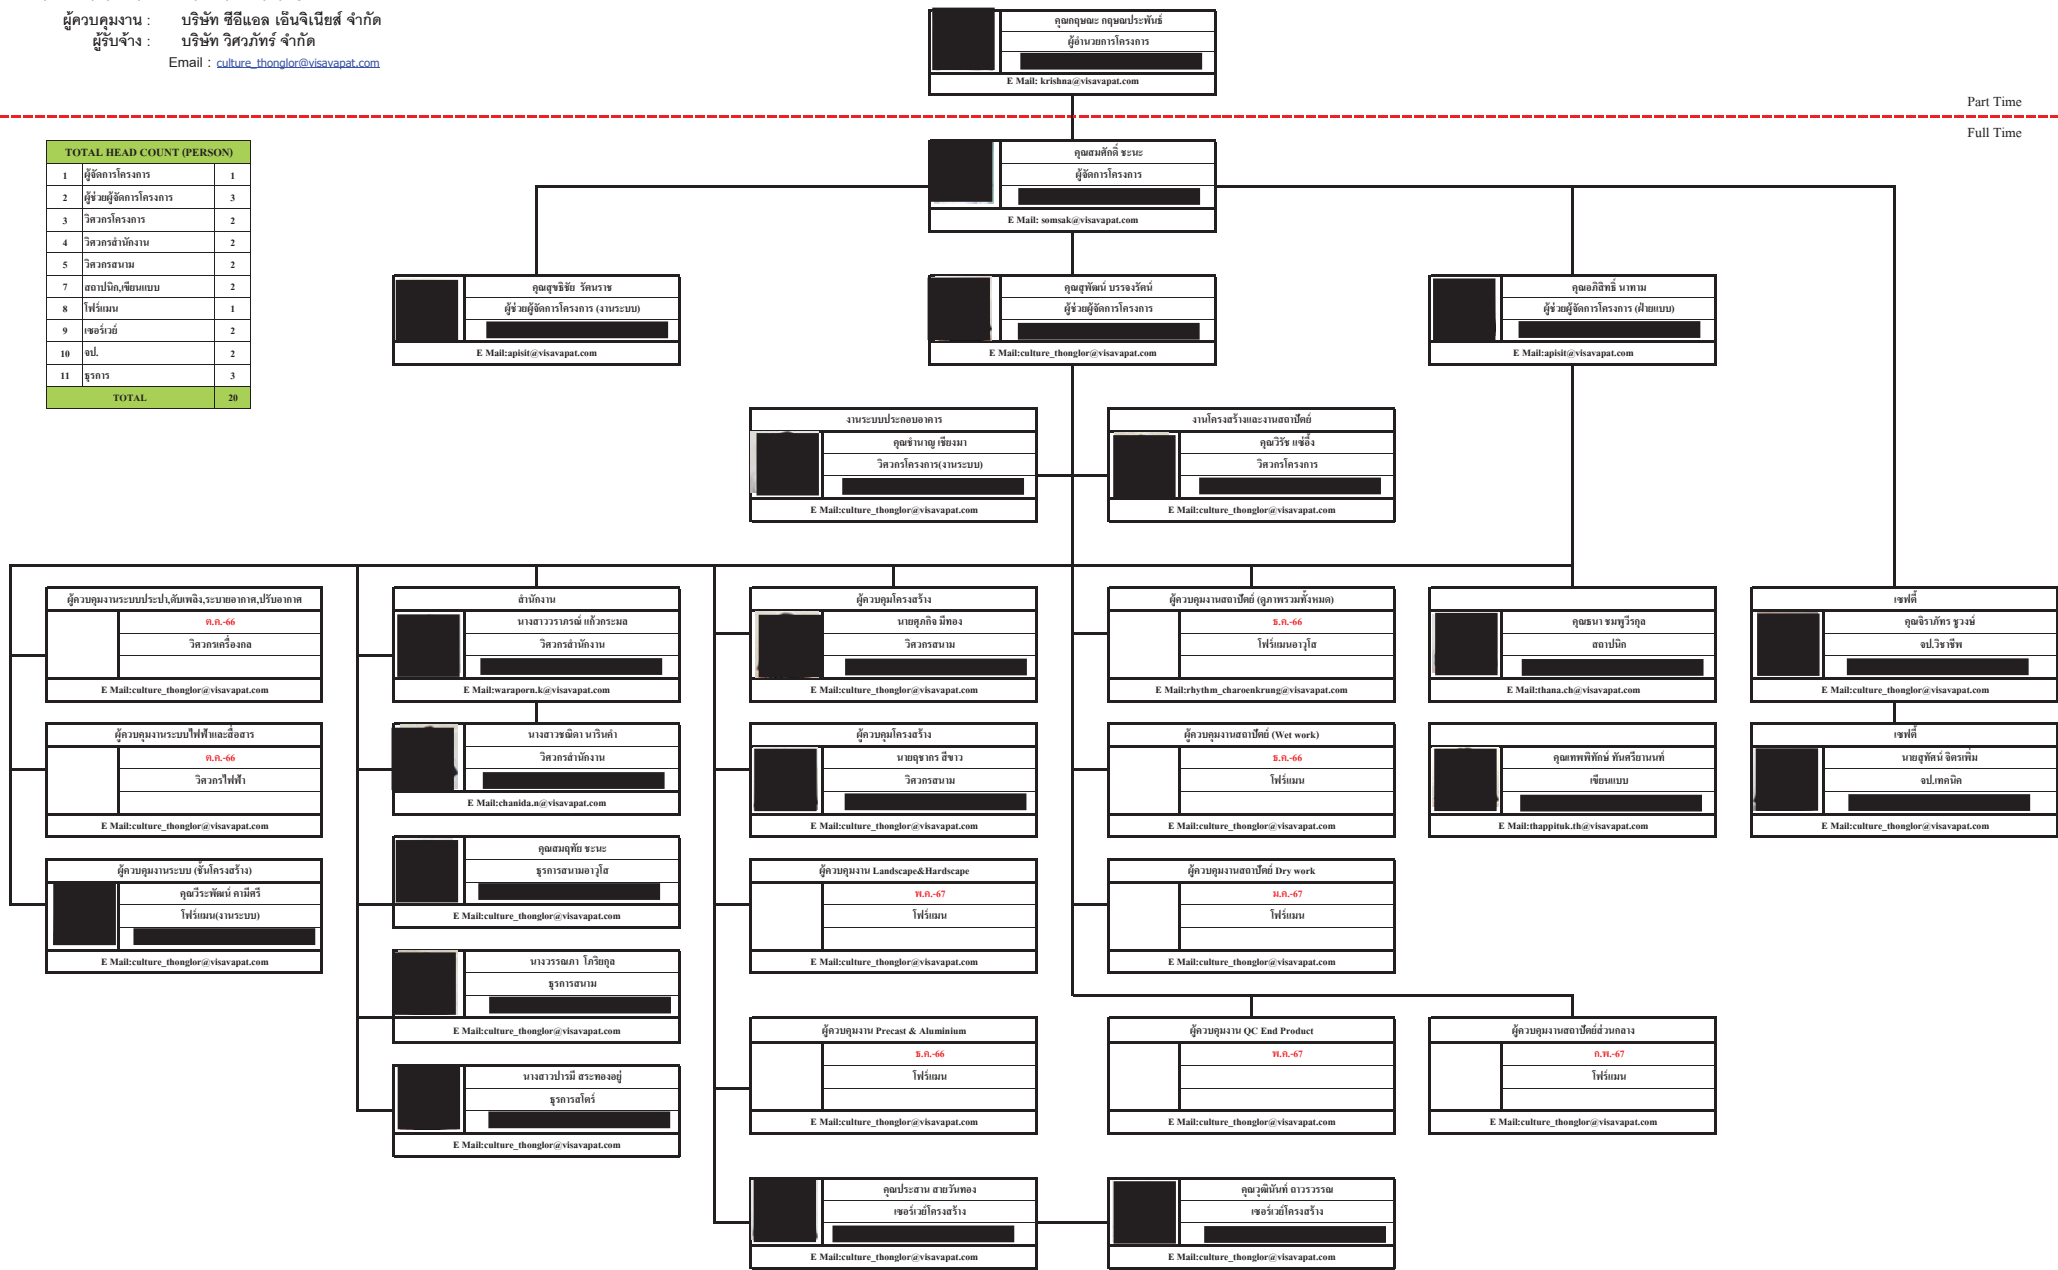 ผู้ควบคุมงาน : บริษัท ซีอีแอล เอ็นจิเนียส์ จำกัด
ผู้รับจ้าง : บริษัท วิศวภัทร์ จำกัด
Email : culture_thonglor@visavapat.com
คุณกฤษณะ กฤษณประพันธ์
ผู้อำนวยการโครงการ
E Mail: krishna@visavapat.com
Part Time
Full Time
TOTAL HEAD COUNT (PERSON)
1 ผู้จัดการโครงการ 1
2 ผู้ช่วยผู้จัดการโครงการ 3
3 วิศวกรโครงการ 2
4 วิศวกรสำนักงาน 2
5 วิศวกรสนาม 2
7 สถาปนิก,เขียนแบบ 2
8 โฟร์แมน 1
9 เซอร์เวย์ 2
10 จป. 2
11 ธุรการ 3
TOTAL 20
คุณสมศักดิ์ ชะนะ
ผู้จัดการโครงการ
E Mail: somsak@visavapat.com
คุณสุขธิชัย รัตนราช
ผู้ช่วยผู้จัดการโครงการ (งานระบบ)
E Mail:apisit@visavapat.com
คุณสุพัฒน์ บรรจงรัตน์
ผู้ช่วยผู้จัดการโครงการ
E Mail:culture_thonglor@visavapat.com
คุณอภิสิทธิ์ นาทาม
ผู้ช่วยผู้จัดการโครงการ (ฝ่ายแบบ)
E Mail:apisit@visavapat.com
งานระบบประกอบอาคาร
คุณชำนาญ เชียงมา
วิศวกรโครงการ(งานระบบ)
E Mail:culture_thonglor@visavapat.com
งานโครงสร้างและงานสถาปัตย์
คุณวิรัช แซ่อึ้ง
วิศวกรโครงการ
E Mail:culture_thonglor@visavapat.com
ผู้ควบคุมงานระบบประปา,ดับเพลิง,ระบายอากาศ,ปรับอากาศ
ต.ค.-66
วิศวกรเครื่องกล
E Mail:culture_thonglor@visavapat.com
สำนักงาน
นางสาววราภรณ์ แก้วกระมล
วิศวกรสำนักงาน
E Mail:waraporn.k@visavapat.com
ผู้ควบคุมโครงสร้าง
นายศุภกิจ มีทอง
วิศวกรสนาม
E Mail:culture_thonglor@visavapat.com
ผู้ควบคุมงานสถาปัตย์ (ดูภาพรวมทั้งหมด)
ธ.ค.-66
โฟร์แมนอาวุโส
E Mail:rhythm_charoenkrung@visavapat.com
คุณธนา ชมพูวีรกุล
สถาปนิก
E Mail:thana.ch@visavapat.com
เซฟตี้
คุณจิราภัทร ชูวงษ์
จป.วิชาชีพ
E Mail:culture_thonglor@visavapat.com
ผู้ควบคุมงานระบบไฟฟ้าและสื่อสาร
ต.ค.-66
วิศวกรไฟฟ้า
E Mail:culture_thonglor@visavapat.com
นางสาวชณิดา นารินคำ
วิศวกรสำนักงาน
E Mail:chanida.n@visavapat.com
ผู้ควบคุมโครงสร้าง
นายฤชากร สีขาว
วิศวกรสนาม
E Mail:culture_thonglor@visavapat.com
ผู้ควบคุมงานสถาปัตย์ (Wet work)
ธ.ค.-66
โฟร์แมน
E Mail:culture_thonglor@visavapat.com
คุณเทพพิทักษ์ ทันศรียานนท์
เขียนแบบ
E Mail:thappituk.th@visavapat.com
เซฟตี้
นายสุทัศน์ จิตรเพิ่ม
จป.เทคนิค
E Mail:culture_thonglor@visavapat.com
ผู้ควบคุมงานระบบ (ชั้นโครงสร้าง)
คุณวีระพัฒน์ คามีศรี
โฟร์แมน(งานระบบ)
E Mail:culture_thonglor@visavapat.com
คุณสมฤทัย ชะนะ
ธุรการสนามอาวุโส
E Mail:culture_thonglor@visavapat.com
ผู้ควบคุมงาน Landscape&Hardscape
พ.ค.-67
โฟร์แมน
E Mail:culture_thonglor@visavapat.com
ผู้ควบคุมงานสถาปัตย์ Dry work
ม.ค.-67
โฟร์แมน
E Mail:culture_thonglor@visavapat.com
นางวรรณภา โภริยกุล
ธุรการสนาม
E Mail:culture_thonglor@visavapat.com
ผู้ควบคุมงาน Precast & Aluminium
ธ.ค.-66
โฟร์แมน
E Mail:culture_thonglor@visavapat.com
ผู้ควบคุมงาน QC End Product
พ.ค.-67
E Mail:culture_thonglor@visavapat.com
ผู้ควบคุมงานสถาปัตย์ส่วนกลาง
ก.พ.-67
โฟร์แมน
E Mail:culture_thonglor@visavapat.com
นางสาวปารมี สระทองอยู่
ธุรการสโตร์
E Mail:culture_thonglor@visavapat.com
คุณประสาน สายวันทอง
เซอร์เวย์โครงสร้าง
E Mail:culture_thonglor@visavapat.com
คุณวุฒินันท์ ถาวรวรรณ
เซอร์เวย์โครงสร้าง
E Mail:culture_thonglor@visavapat.com